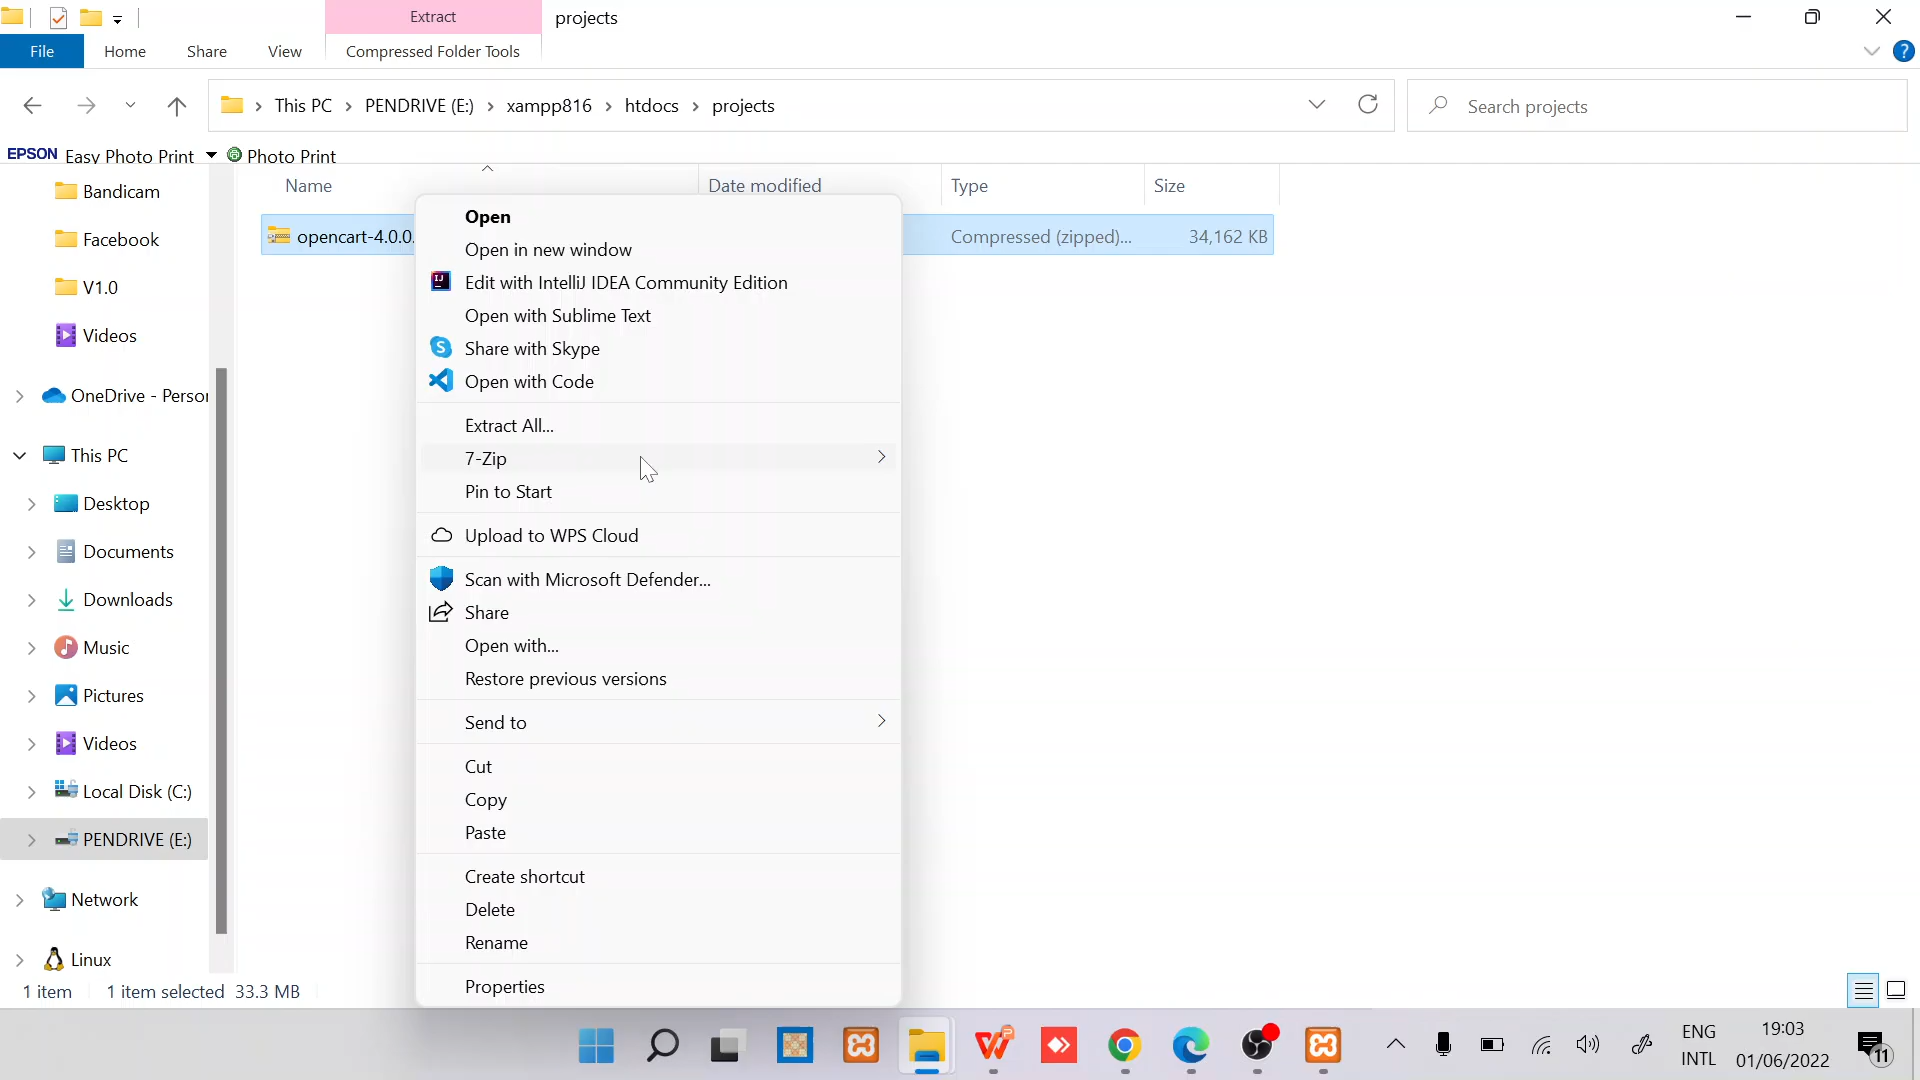 Extract
projects
File
Home
Share
View
Compressed Folder Tools
?
This PC > PENDRIVE (E:) > xampp816 > htdocs > projects
Search projects
EPSON Easy Photo Print
Photo Print
Name
Date modified
Type
Size
opencart-4.0.0.
Compressed (zipped)...
34,162 KB
Bandicam
Facebook
V1.0
Videos
OneDrive - Person
This PC
Desktop
Documents
Downloads
Music
Pictures
Videos
Local Disk (C:)
PENDRIVE (E:)
Network
Linux
Open
Open in new window
IJ
Edit with IntelliJ IDEA Community Edition
Open with Sublime Text
S
Share with Skype
Open with Code
Extract All...
7-Zip
Pin to Start
Upload to WPS Cloud
Scan with Microsoft Defender...
Share
Open with...
Restore previous versions
Send to
Cut
Copy
Paste
Create shortcut
Delete
Rename
Properties
1 item
1 item selected 33.3 MB
ENG
INTL
19:03
01/06/2022
11